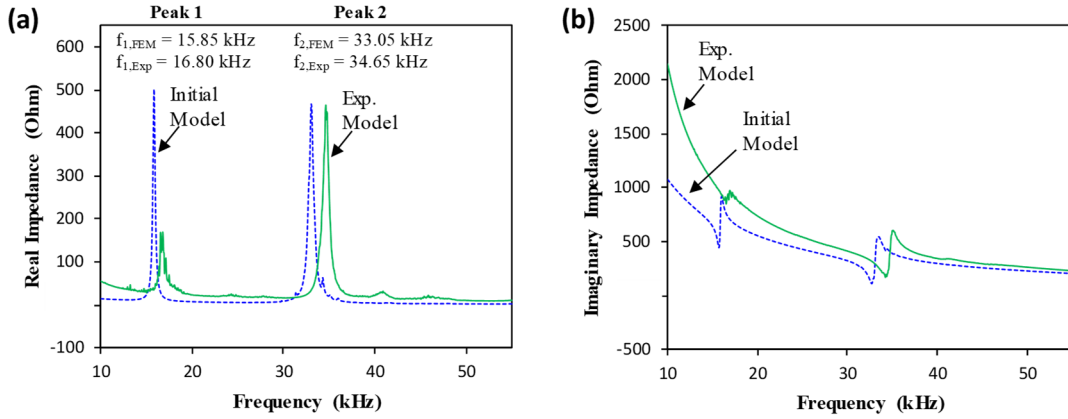 (a)
Peak 1 Peak 2
f1,FEM = 15.85 kHz f2,FEM = 33.05 kHz
f1,Exp = 16.80 kHz f2,Exp = 34.65 kHz
Initial
Model
Exp.
Model
Real Impedance (Ohm)
600
500
400
300
200
100
0
-100
10 20 30 40 50
Frequency (kHz)
(b)
Exp.
Model
Initial
Model
Imaginary Impedance (Ohm)
2500
2000
1500
1000
500
0
-500
10 20 30 40 50
Frequency (kHz)